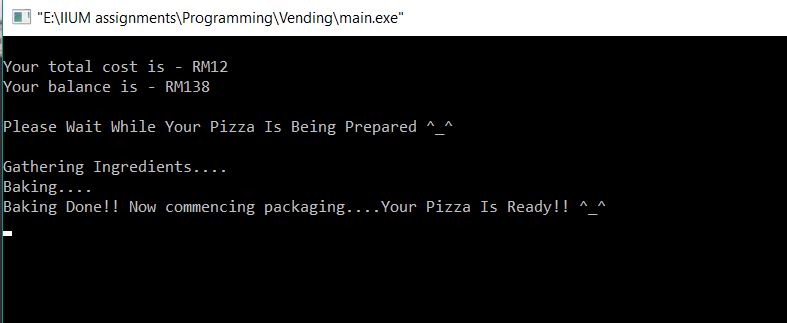 "E:\IIUM assignments\Programming\Vending\main.exe"
Your total cost is - RM12
Your balance is - RM138
Please Wait While Your Pizza Is Being Prepared ^_^
Gathering Ingredients....
Baking....
Baking Done!! Now commencing packaging....Your Pizza Is Ready!! ^_^